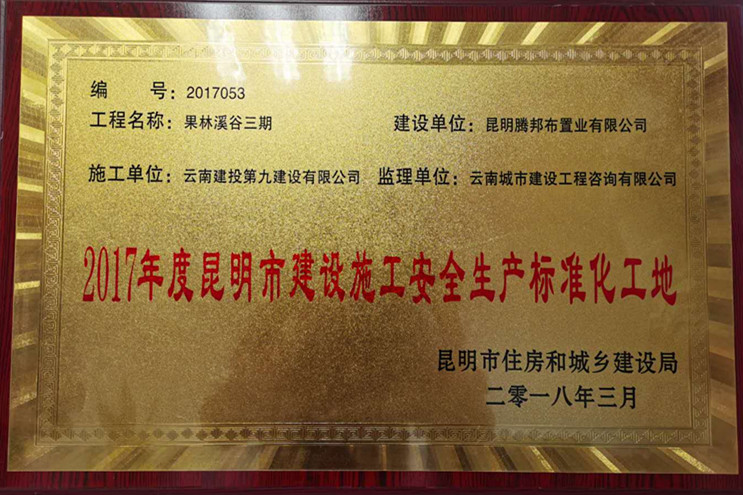 编 号：2017053
工程名称：果林溪谷三期 建设单位：昆明腾邦布置业有限公司
施工单位：云南建投第九建设有限公司 监理单位：云南城市建设工程咨询有限公司
2017年度昆明市建设施工安全生产标准化工地
昆明市住房和城乡建设局
二零一八年三月